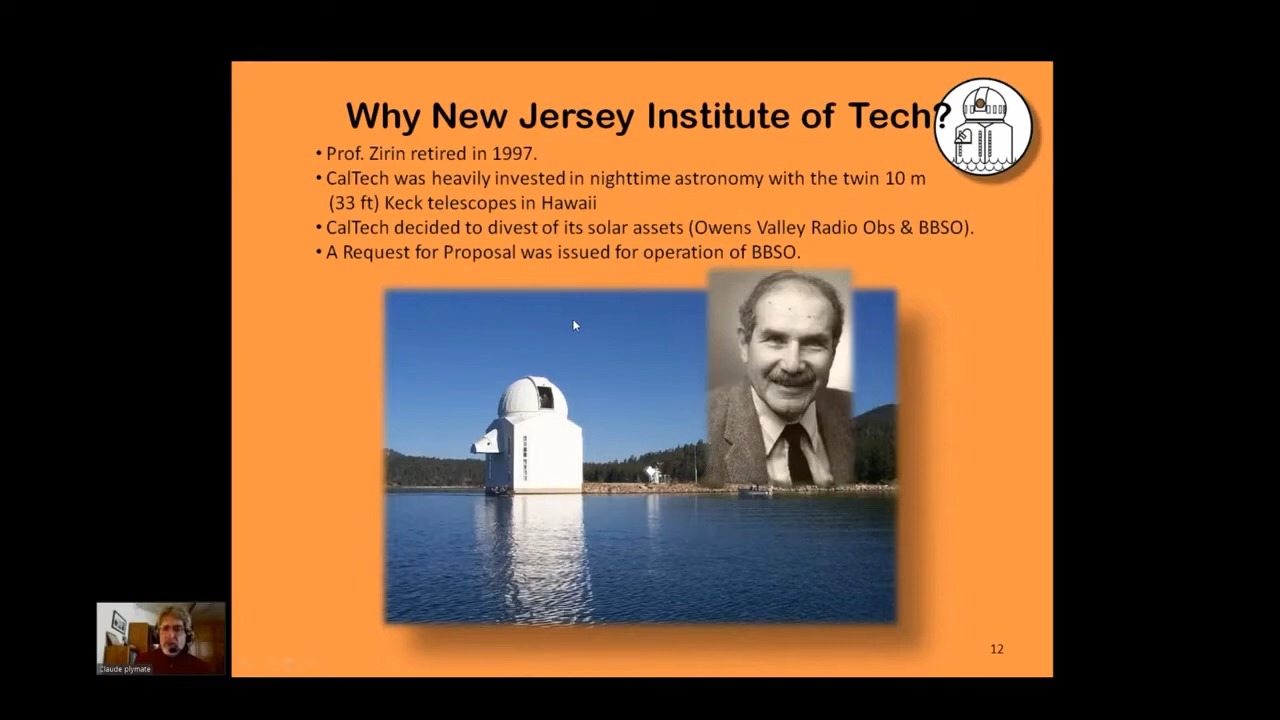 Why New Jersey Institute of Tech?
• Prof. Zirin retired in 1997.
• CalTech was heavily invested in nighttime astronomy with the twin 10 m
(33 ft) Keck telescopes in Hawaii
• CalTech decided to divest of its solar assets (Owens Valley Radio Obs & BBSO).
• A Request for Proposal was issued for operation of BBSO.
Claude plymate
12